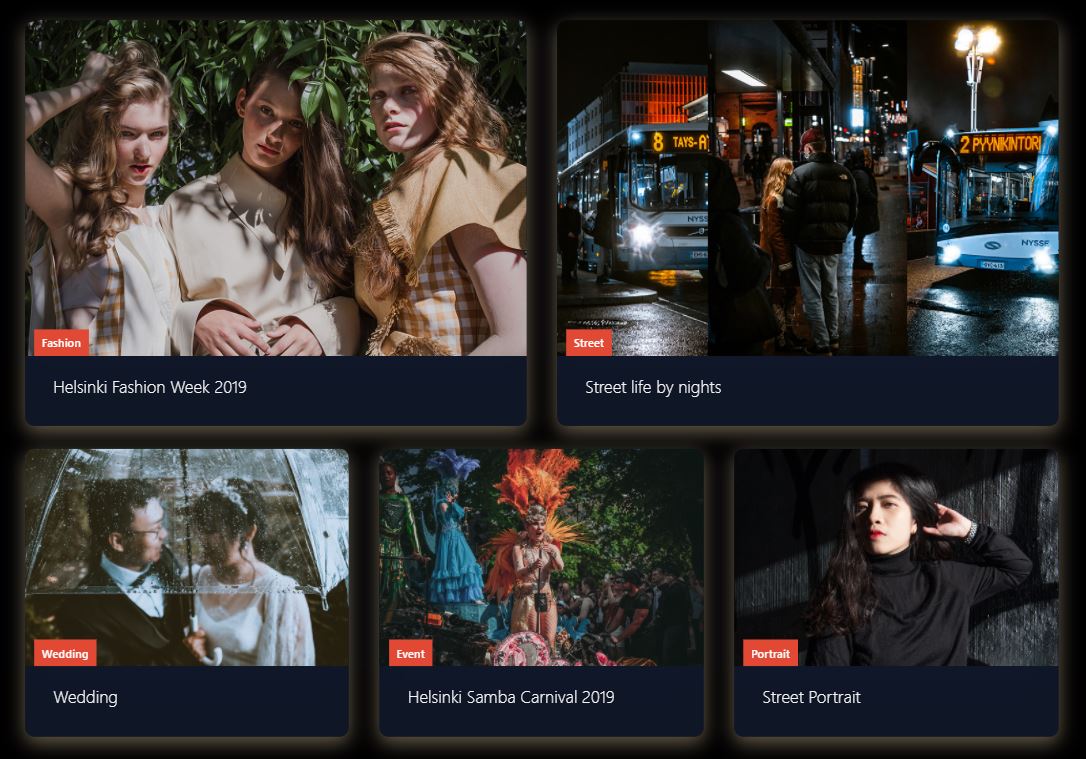 8 TAYS-A
NYSSE
2 PYYNIKINTORI
NYSSE
Fashion
Street
Helsinki Fashion Week 2019
Street life by nights
Wedding
Event
Portrait
Wedding
Helsinki Samba Carnival 2019
Street Portrait